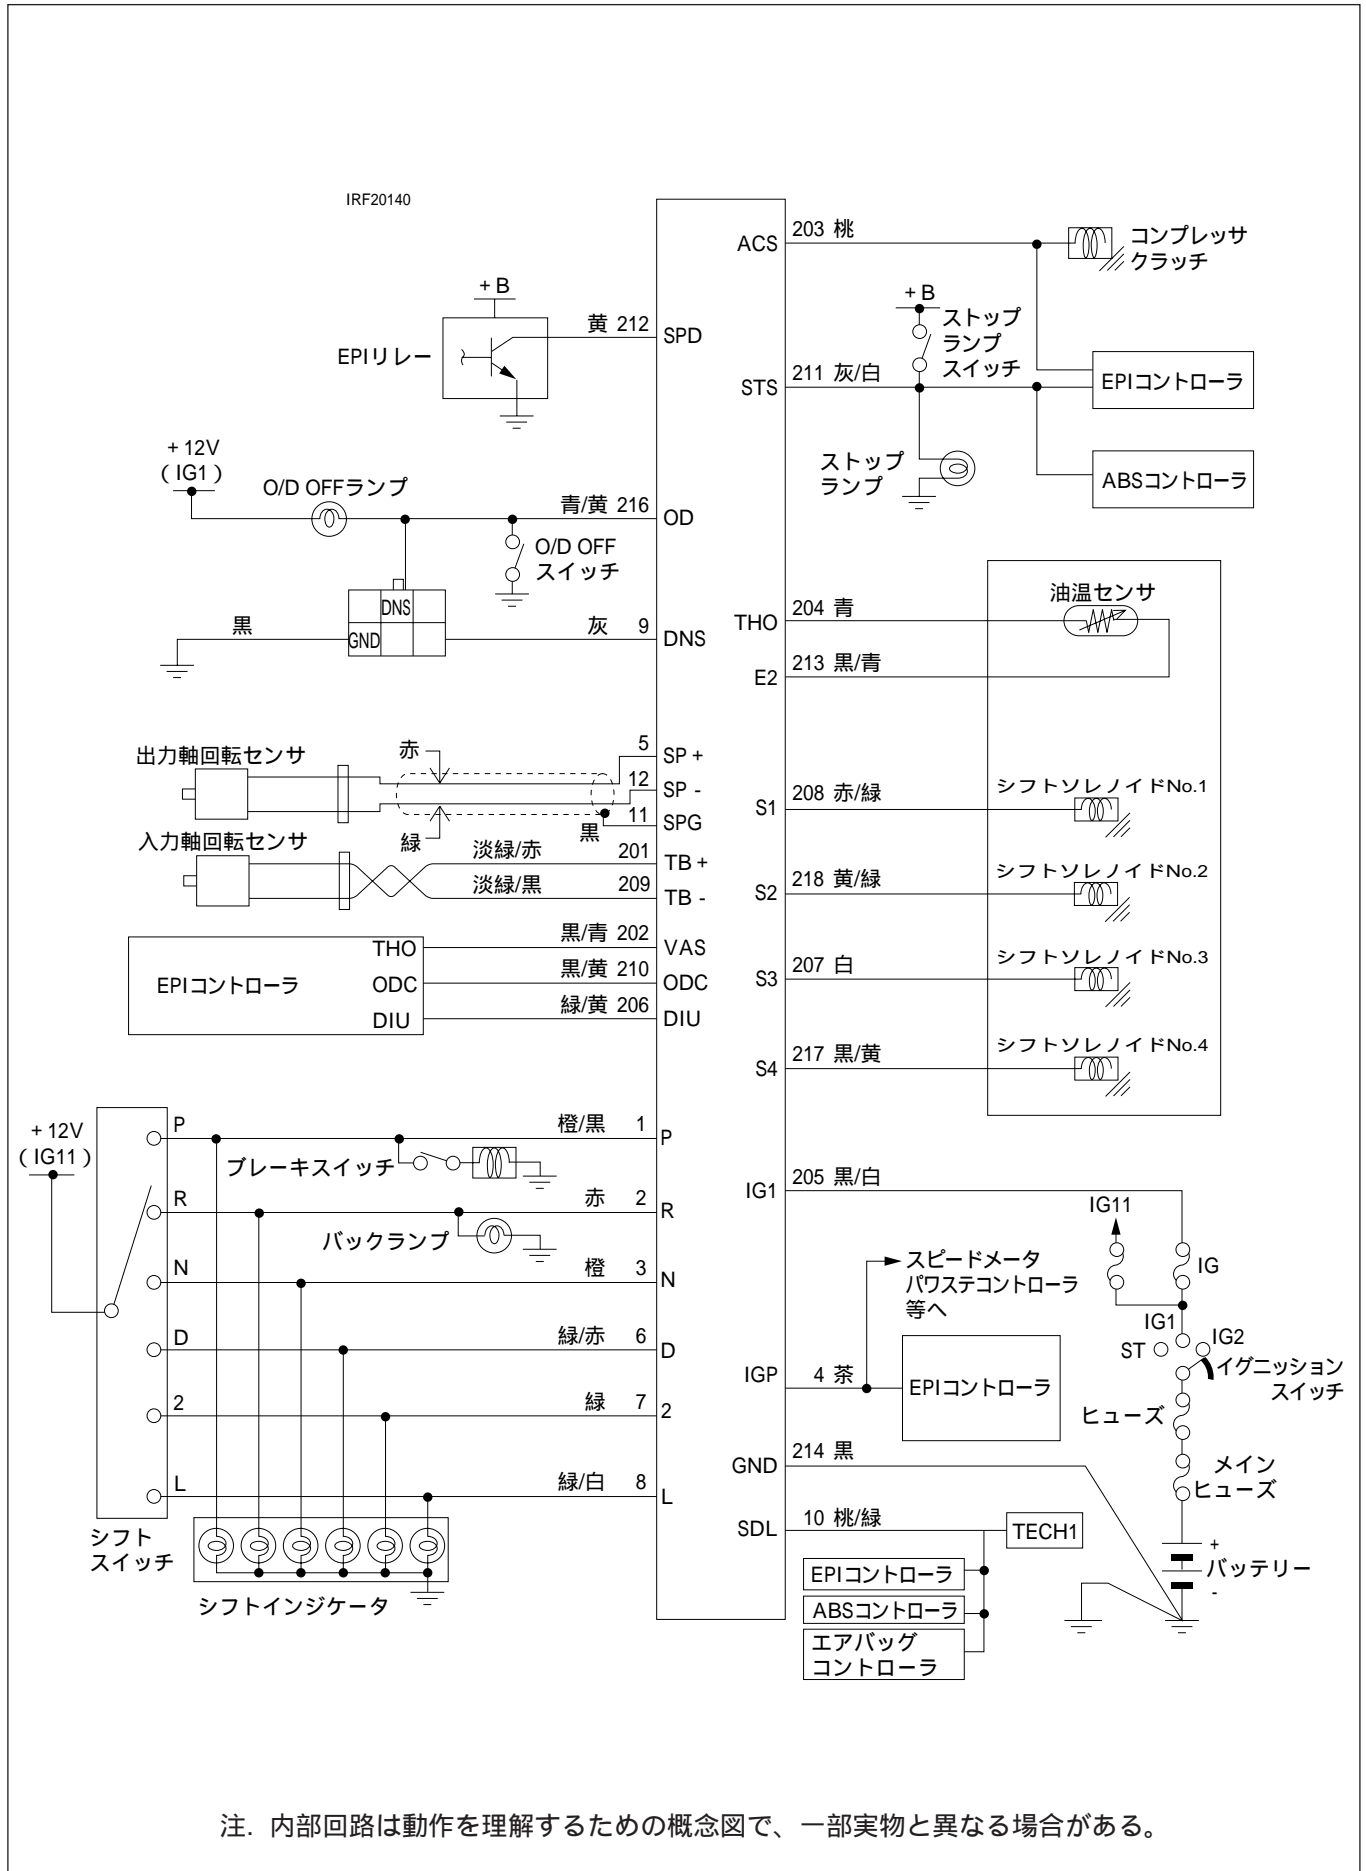 IRF20140
+B
EPIリレー
黄 212
SPD
+12V
(IG1)
O/D OFFランプ
青/黄 216
OD
O/D OFF
スイッチ
DNS
GND
黒
灰 9
DNS
出力軸回転センサ
赤
緑
黒
5
SP+
12
SP -
11
SPG
入力軸回転センサ
淡緑/赤 201
TB+
淡緑/黒 209
TB -
EPIコントローラ
THO
黒/青 202
VAS
ODC
黒/黄 210
ODC
DIU
緑/黄 206
DIU
+12V
(IG11)
P
橙/黒 1
P
ブレーキスイッチ
R
赤 2
R
バックランプ
N
橙 3
N
D
緑/赤 6
D
2
緑 7
2
L
緑/白 8
L
シフト
スイッチ
シフトインジケータ
ACS
203 桃
コンプレッサ
クラッチ
+B
ストップ
ランプ
スイッチ
STS
211 灰/白
EPIコントローラ
ストップ
ランプ
ABSコントローラ
油温センサ
THO
204 青
E2
213 黒/青
S1
208 赤/緑
シフトソレノイドNo.1
S2
218 黄/緑
シフトソレノイドNo.2
S3
207 白
シフトソレノイドNo.3
S4
217 黒/黄
シフトソレノイドNo.4
IG1
205 黒/白
IG11
IG
スピードメータ
パワステコントローラ
等へ
IG1
ST
IG2
イグニッション
スイッチ
IGP
4 茶
EPIコントローラ
ヒューズ
GND
214 黒
メイン
ヒューズ
SDL
10 桃/緑
TECH1
EPIコントローラ
ABSコントローラ
エアバッグ
コントローラ
+
バッテリー
-
注. 内部回路は動作を理解するための概念図で、一部実物と異なる場合がある。